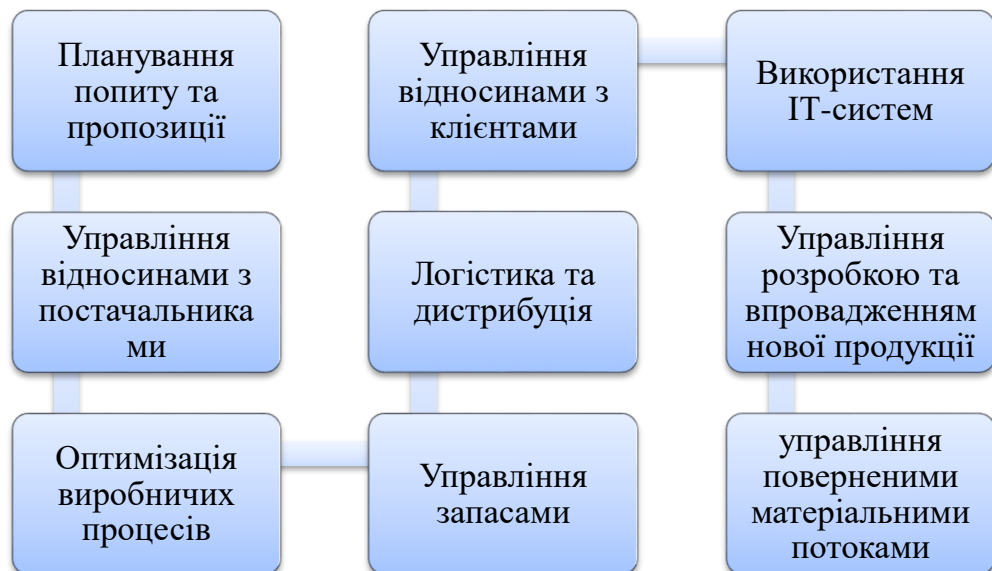 Планування
попиту та
пропозиції
Управління
відносинами з
постачальника
ми
Оптимізація
виробничих
процесів
Управління
запасами
Логістика та
дистрибуція
Управління
відносинами з
клієнтами
Використання
ІТ-систем
Управління
розробкою та
впровадженням
нової продукції
управління
поверненими
матеріальними
потоками